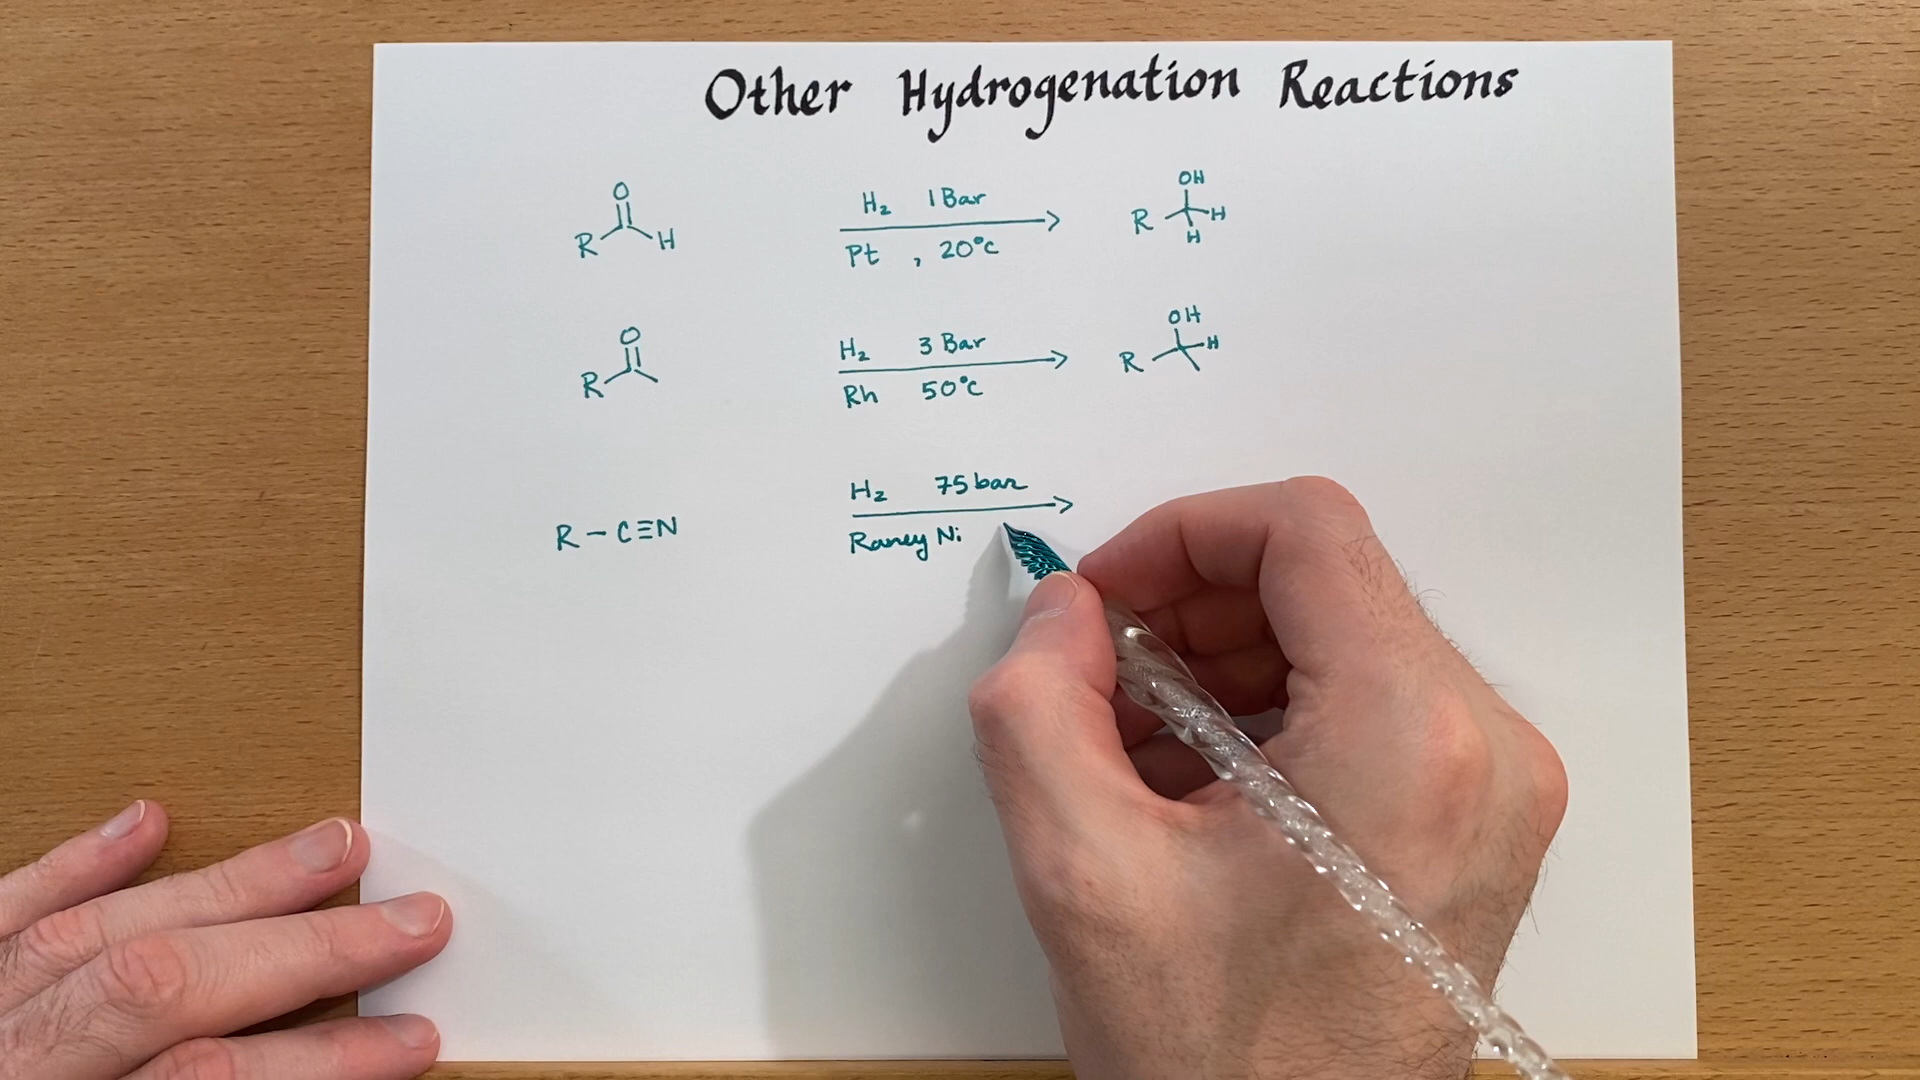 Other Hydrogenation Reactions
O
R H
H₂ 1 Bar
Pt , 20°C
OH
R H
H
O
R
H₂ 3 Bar
Rh 50°C
OH
R H
R-C≡N
H₂ 75 bar
Raney Ni